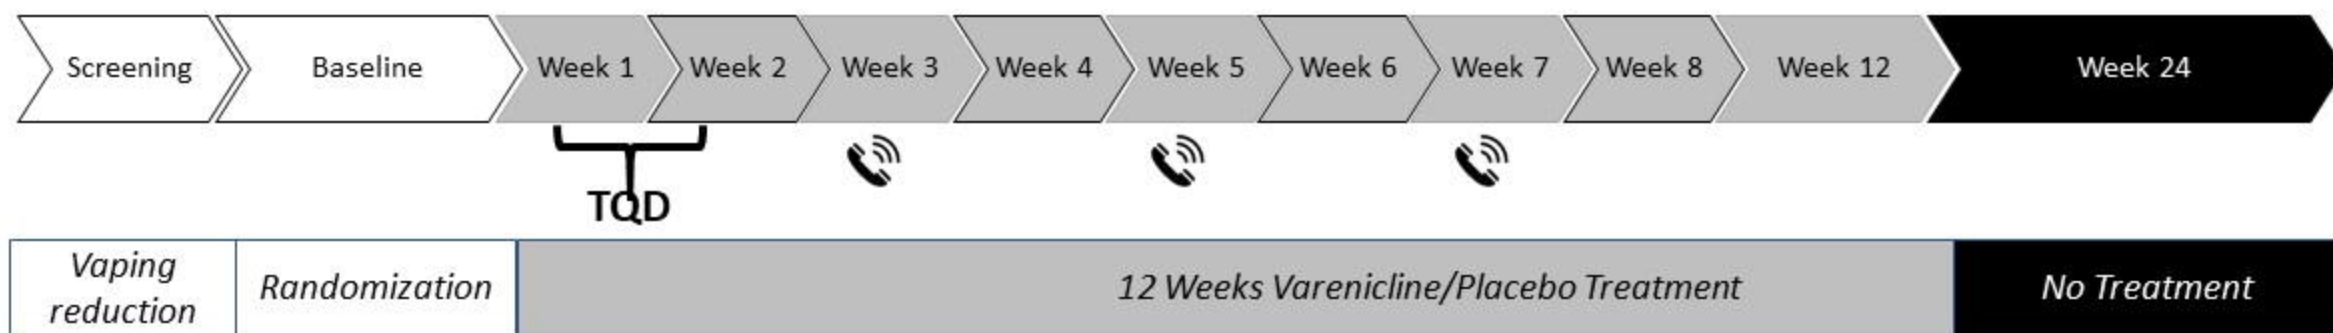 Screening Baseline Week 1 Week 2 Week 3 Week 4 Week 5 Week 6 Week 7 Week 8 Week 12 Week 24
TQD
Vaping
reduction
Randomization
12 Weeks Varenicline/Placebo Treatment
No Treatment